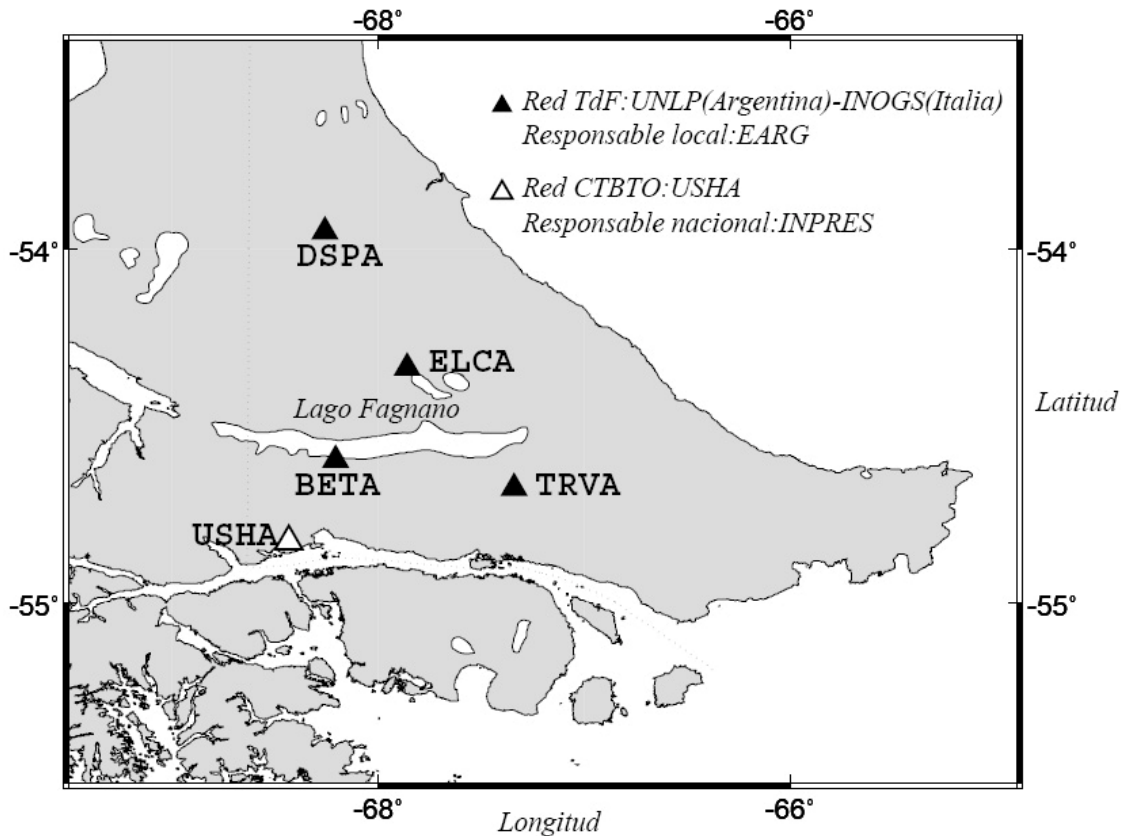 -68° -66°
Red TdF:UNLP(Argentina)-INOGS(Italia)
Responsable local:EARG
Red CTBTO:USHA
Responsable nacional:INPRES
-54° -54°
DSPA
ELCA
Lago Fagnano
Latitud
BETA TRVA
USHA
-55° -55°
-68° -66°
Longitud